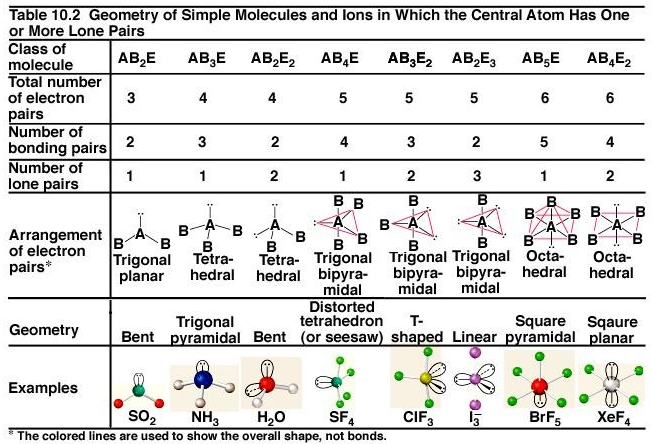 Table 10.2 Geometry of Simple Molecules and Ions in Which the Central Atom Has One
or More Lone Pairs
Class of
molecule
AB2E AB3E AB2E2 AB4E AB3E2 AB2E3 AB5E AB4E2
Total number
of electron
pairs
3 4 4 5 5 5 6 6
Number of
bonding pairs
2 3 2 4 3 2 5 4
Number of
lone pairs
1 1 2 1 2 3 1 2
Arrangement
of electron
pairs*
A B B
A B B B
A B B
A B B B B
A B B B
A B B
A B B B B B
A B B B B
Trigonal
planar
Tetra-
hedral
Tetra-
hedral
Trigonal
bipyra-
midal
Trigonal
bipyra-
midal
Trigonal
bipyra-
midal
Octa-
hedral
Octa-
hedral
Geometry
Bent
Trigonal
pyramidal
Bent
Distorted
tetrahedron
(or seesaw)
T-
shaped
Linear
Square
pyramidal
Sqaure
planar
Examples
SO2 NH3 H2O SF4 ClF3 I3− BrF5 XeF4
* The colored lines are used to show the overall shape, not bonds.